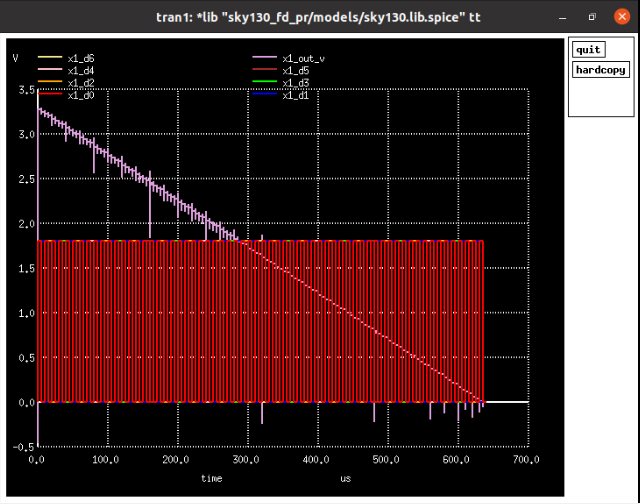 tran1: *lib "sky130_fd_pr/models/sky130.lib.spice" tt
quit
hardcopy
V
x1_d6 x1_out_v
x1_d4 x1_d5
x1_d2 x1_d3
x1_d0 x1_d1
3.5
3.0
2.5
2.0
1.5
1.0
0.5
0.0
-0.5
0.0 100.0 200.0 300.0 400.0 500.0 600.0 700.0
time us